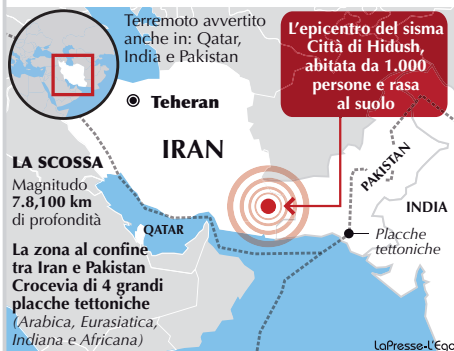 Terremoto avvertito
anche in: Qatar,
India e Pakistan
L'epicentro del sisma
Città di Hidush,
abitata da 1.000
persone e rasa
al suolo
Teheran
IRAN
PAKISTAN
INDIA
LA SCOSSA
Magnitudo
7.8,100 km
di profondità
QATAR
Placche
tettoniche
La zona al confine
tra Iran e Pakistan
Crocevia di 4 grandi
placche tettoniche
(Arabica, Eurasiatica,
Indiana e Africana)
LaPresse-L'Ego